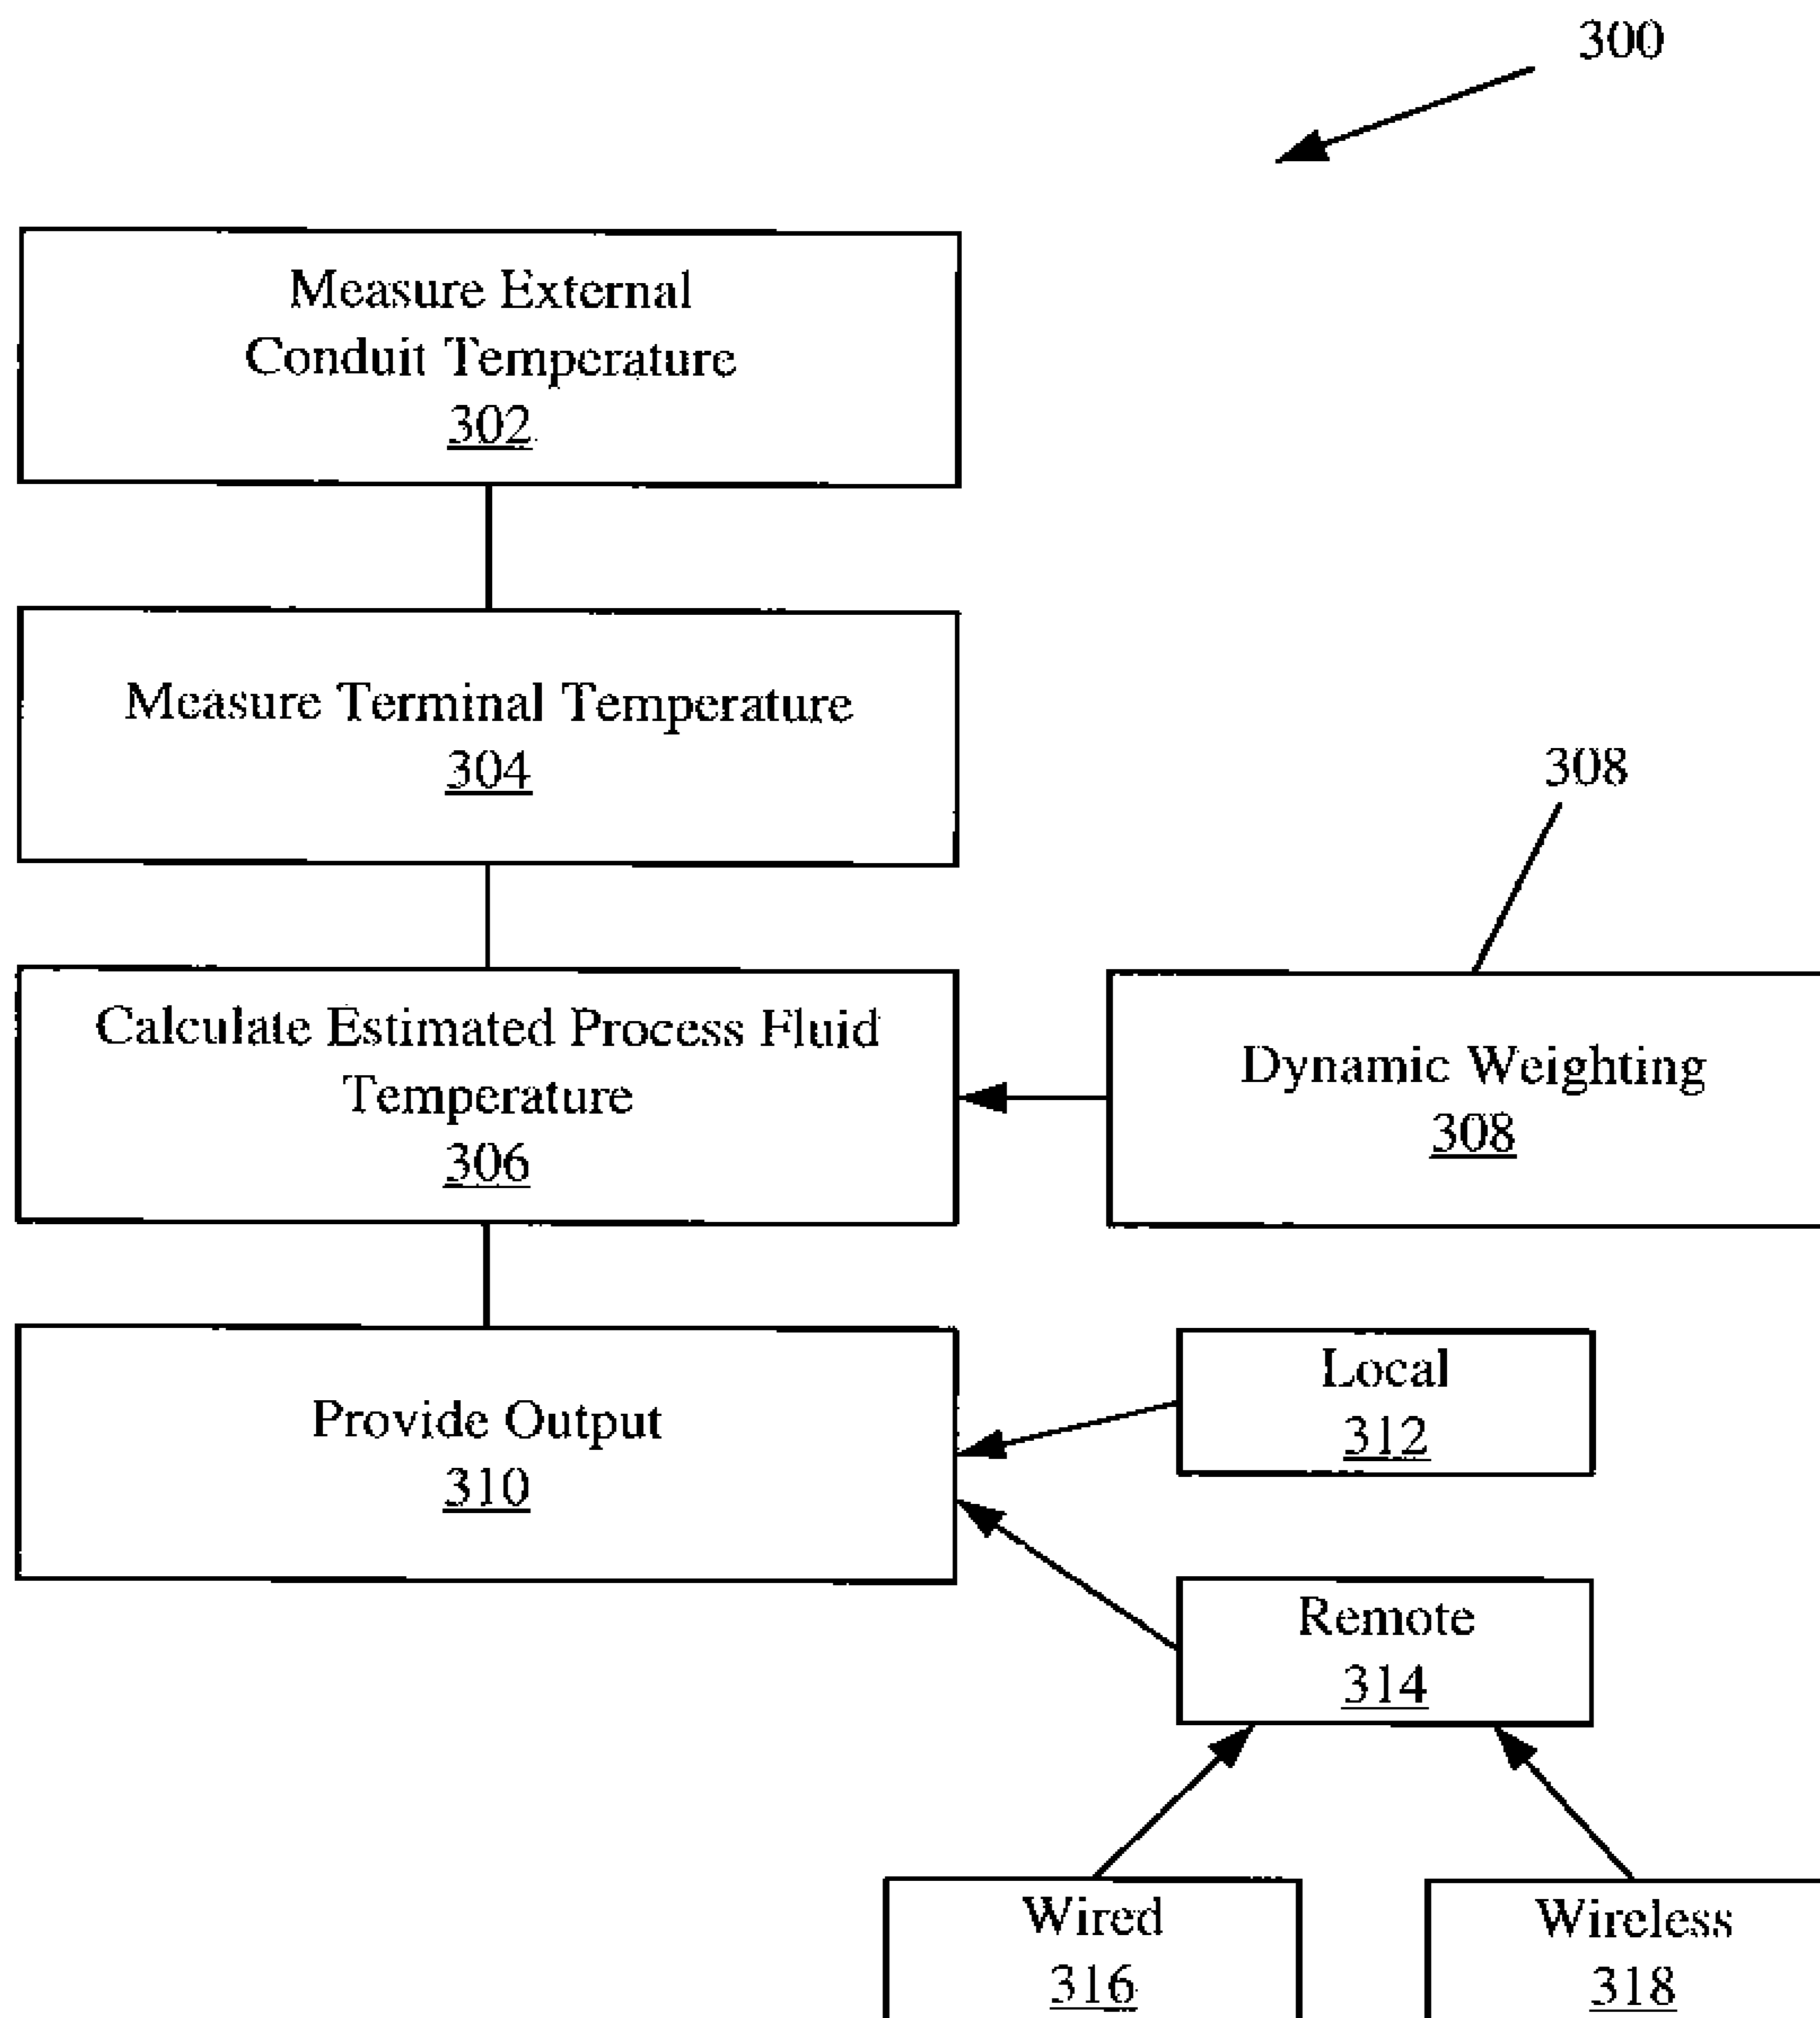 300
Measure External
Conduit Temperature
302
Measure Terminal Temperature
304
308
Calculate Estimated Process Fluid
Temperature
306
Dynamic Weighting
308
Provide Output
310
Local
312
Remote
314
Wired
316
Wireless
318